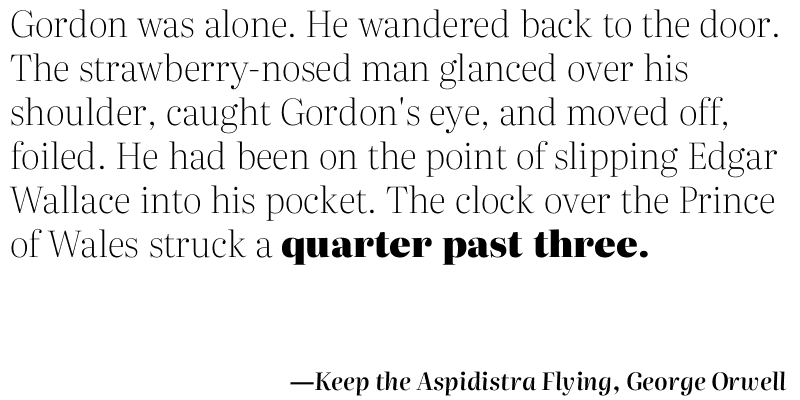 Gordon was alone. He wandered back to the door.
The strawberry-nosed man glanced over his
shoulder, caught Gordon's eye, and moved off,
foiled. He had been on the point of slipping Edgar
Wallace into his pocket. The clock over the Prince
of Wales struck a quarter past three.
—Keep the Aspidistra Flying, George Orwell